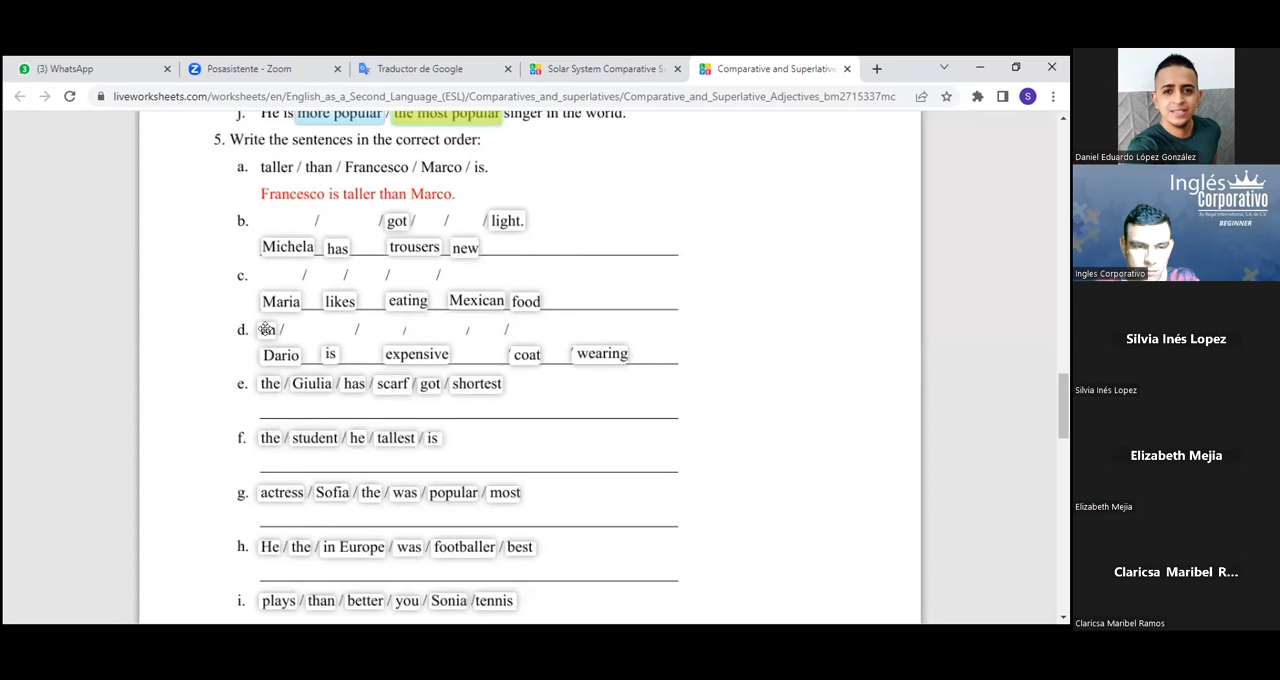 (3) WhatsApp
Posasistente - Zoom
Traductor de Google
Solar System Comparative S
Comparative and Superlative
liveworksheets.com/worksheets/en/English_as_a_Second_Language_(ESL)/Comparatives_and_superlatives/Comparative_and_Superlative_Adjectives_bm2715337mc
S
j. He is more popular / the most popular singer in the world.
5. Write the sentences in the correct order:
a. taller / than / Francesco / Marco / is.
Francesco is taller than Marco.
b. / / got / / / light.
Michela has trousers new
c. / / / /
Maria likes eating Mexican food
d. / / / / /
Dario is expensive / coat / wearing
e. the / Giulia / has / scarf / got / shortest
f. the / student / he / tallest / is
g. actress / Sofia / the / was / popular / most
h. He / the / in Europe / was / footballer / best
i. plays / than / better / you / Sonia /tennis
Daniel Eduardo López González
Inglés
Corporativo
By Regal International, S.A. de C.V.
BEGINNER
Ingles Corporativo
Silvia Inés Lopez
Silvia Inés Lopez
Elizabeth Mejia
Elizabeth Mejia
Claricsa Maribel R...
Claricsa Maribel Ramos